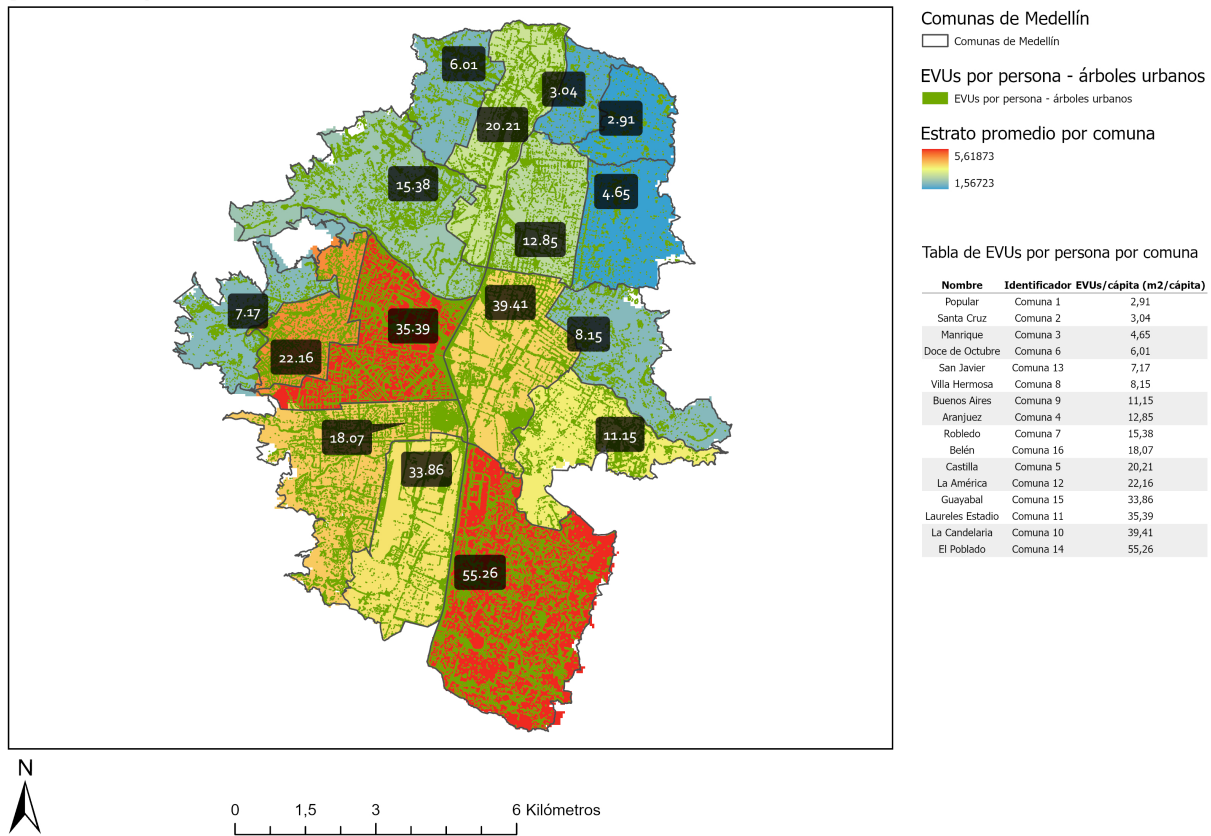 6.01
3.04
2.91
20.21
15.38
4.65
12.85
39.41
7.17
35.39
8.15
22.16
18.07
11.15
33.86
55.26
N
0 1,5 3 6 Kilómetros
Comunas de Medellín
Comunas de Medellín
EVUs por persona - árboles urbanos
EVUs por persona - árboles urbanos
Estrato promedio por comuna
5,61873
1,56723
Tabla de EVUs por persona por comuna
Nombre Identificador EVUs/cápita (m2/cápita)
Popular Comuna 1 2,91
Santa Cruz Comuna 2 3,04
Manrique Comuna 3 4,65
Doce de Octubre Comuna 6 6,01
San Javier Comuna 13 7,17
Villa Hermosa Comuna 8 8,15
Buenos Aires Comuna 9 11,15
Aranjuez Comuna 4 12,85
Robledo Comuna 7 15,38
Belén Comuna 16 18,07
Castilla Comuna 5 20,21
La América Comuna 12 22,16
Guayabal Comuna 15 33,86
Laureles Estadio Comuna 11 35,39
La Candelaria Comuna 10 39,41
El Poblado Comuna 14 55,26